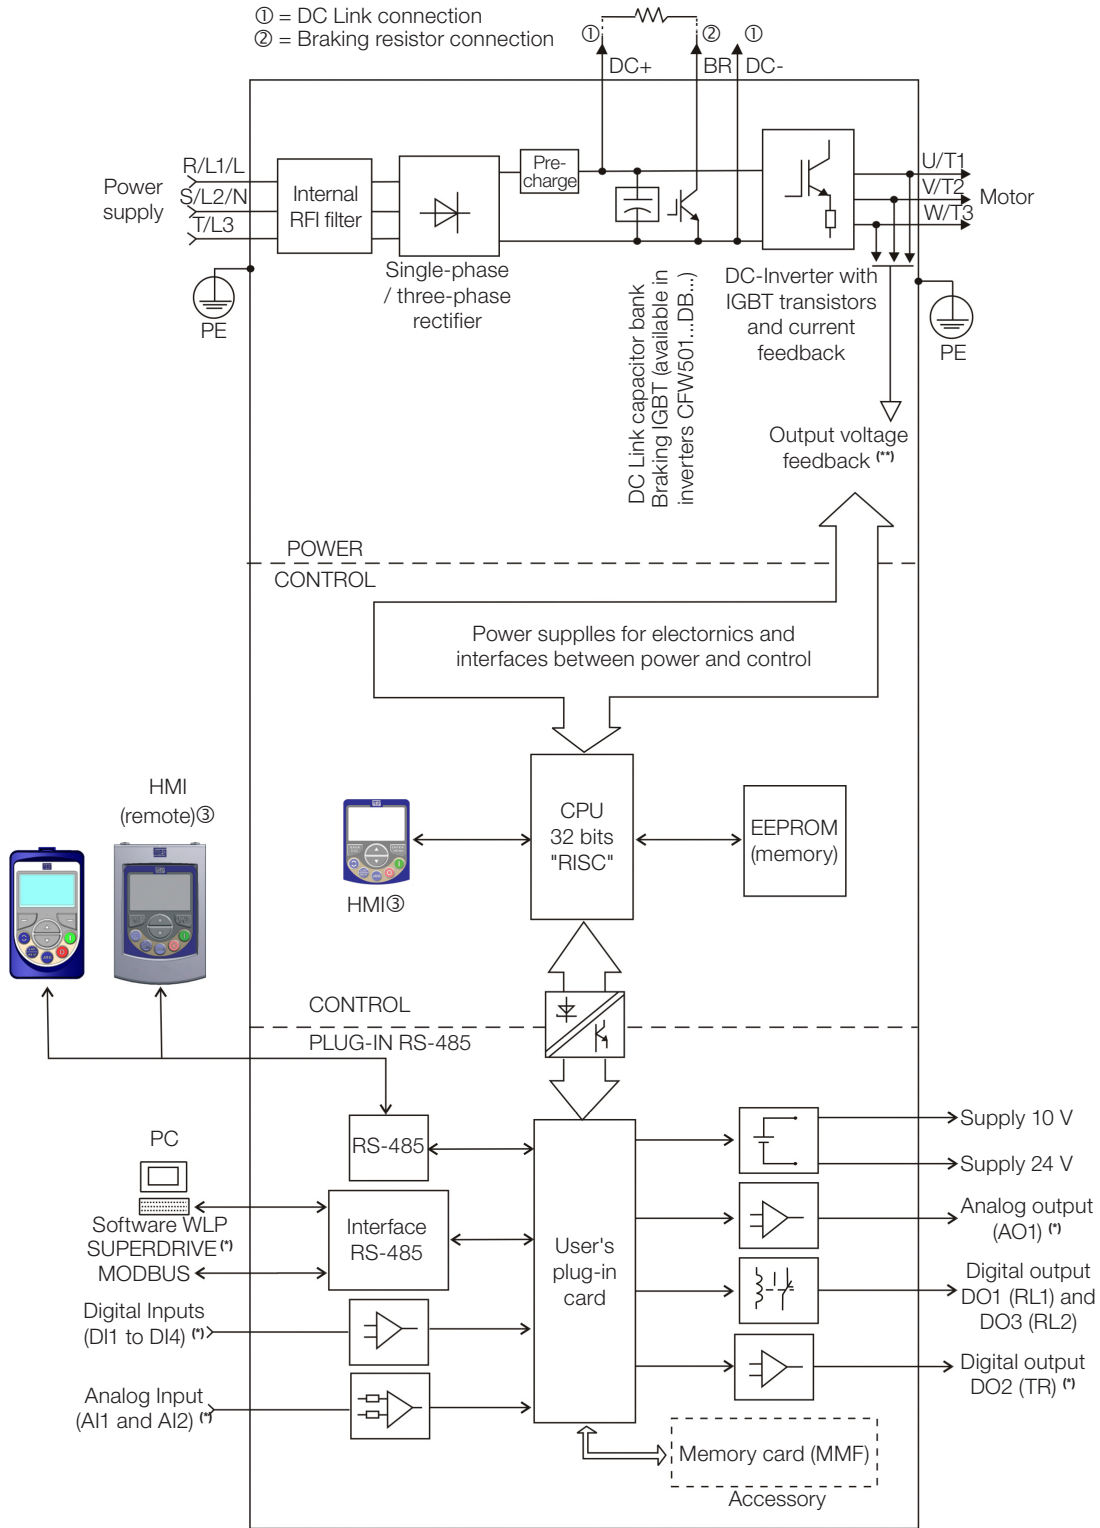 ① = DC Link connection
② = Braking resistor connection
① ② ①
DC+ BR DC-
Power
supply
R/L1/L
S/L2/N
T/L3
PE
Internal
RFI filter
Single-phase
/ three-phase
rectifier
Pre-
charge
DC Link capacitor bank
Braking IGBT (available in
inverters CFW501...DB...)
DC-Inverter with
IGBT transistors
and current
feedback
U/T1
V/T2
W/T3
Motor
PE
Output voltage
feedback (**)
POWER
CONTROL
Power supplles for electornics and
interfaces between power and control
HMI
(remote)③
HMI③
CPU
32 bits
"RISC"
EEPROM
(memory)
CONTROL
PLUG-IN RS-485
PC
Software WLP
SUPERDRIVE (*)
MODBUS
Digital Inputs
(DI1 to DI4) (*)
Analog Input
(AI1 and AI2) (*)
RS-485
Interface
RS-485
User's
plug-in
card
Supply 10 V
Supply 24 V
Analog output
(AO1) (*)
Digital output
DO1 (RL1) and
DO3 (RL2)
Digital output
DO2 (TR) (*)
Memory card (MMF)
Accessory